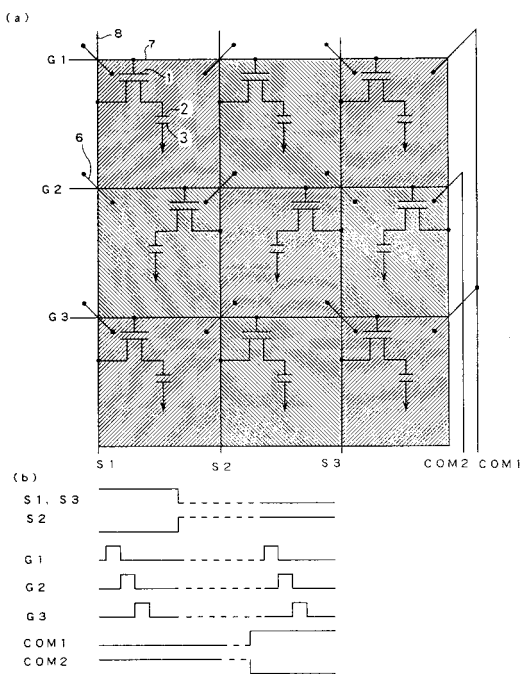 (a)
8
7
G1
1
2
3
6
G2
G3
S1 S2 S3 COM2 COM1
(b)
S1, S3
S2
G1
G2
G3
COM1
COM2